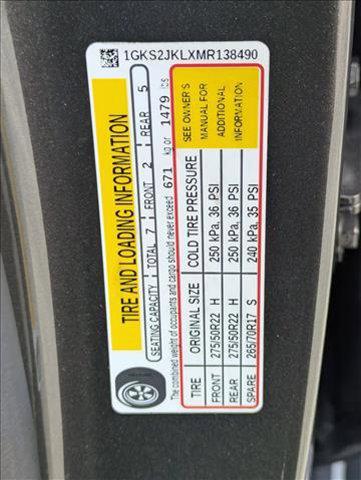 1GKS2JKLXMR138490
TIRE AND LOADING INFORMATION
SEATING CAPACITY TOTAL 7 FRONT 2 REAR 5
The combined weight of occupants and cargo should never exceed 671 kg or 1479 lbs
TIRE ORIGINAL SIZE COLD TIRE PRESSURE SEE OWNER'S
MANUAL FOR
ADDITIONAL
INFORMATION
FRONT 275/50R22 H 250 kPa, 36 PSI
REAR 275/50R22 H 250 kPa, 36 PSI
SPARE 265/70R17 S 240 kPa, 35 PSI